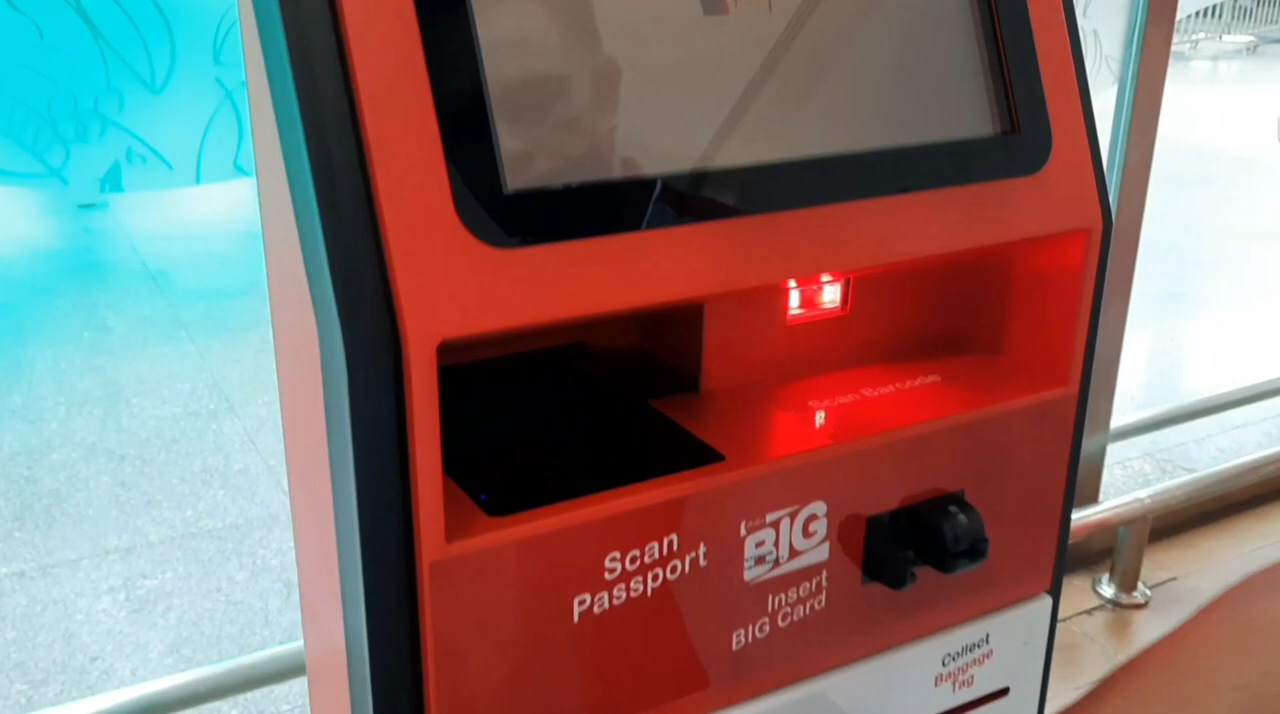 Scan Barcode
Scan
Passport
BIG
Insert
BIG Card
Collect
Baggage
Tag